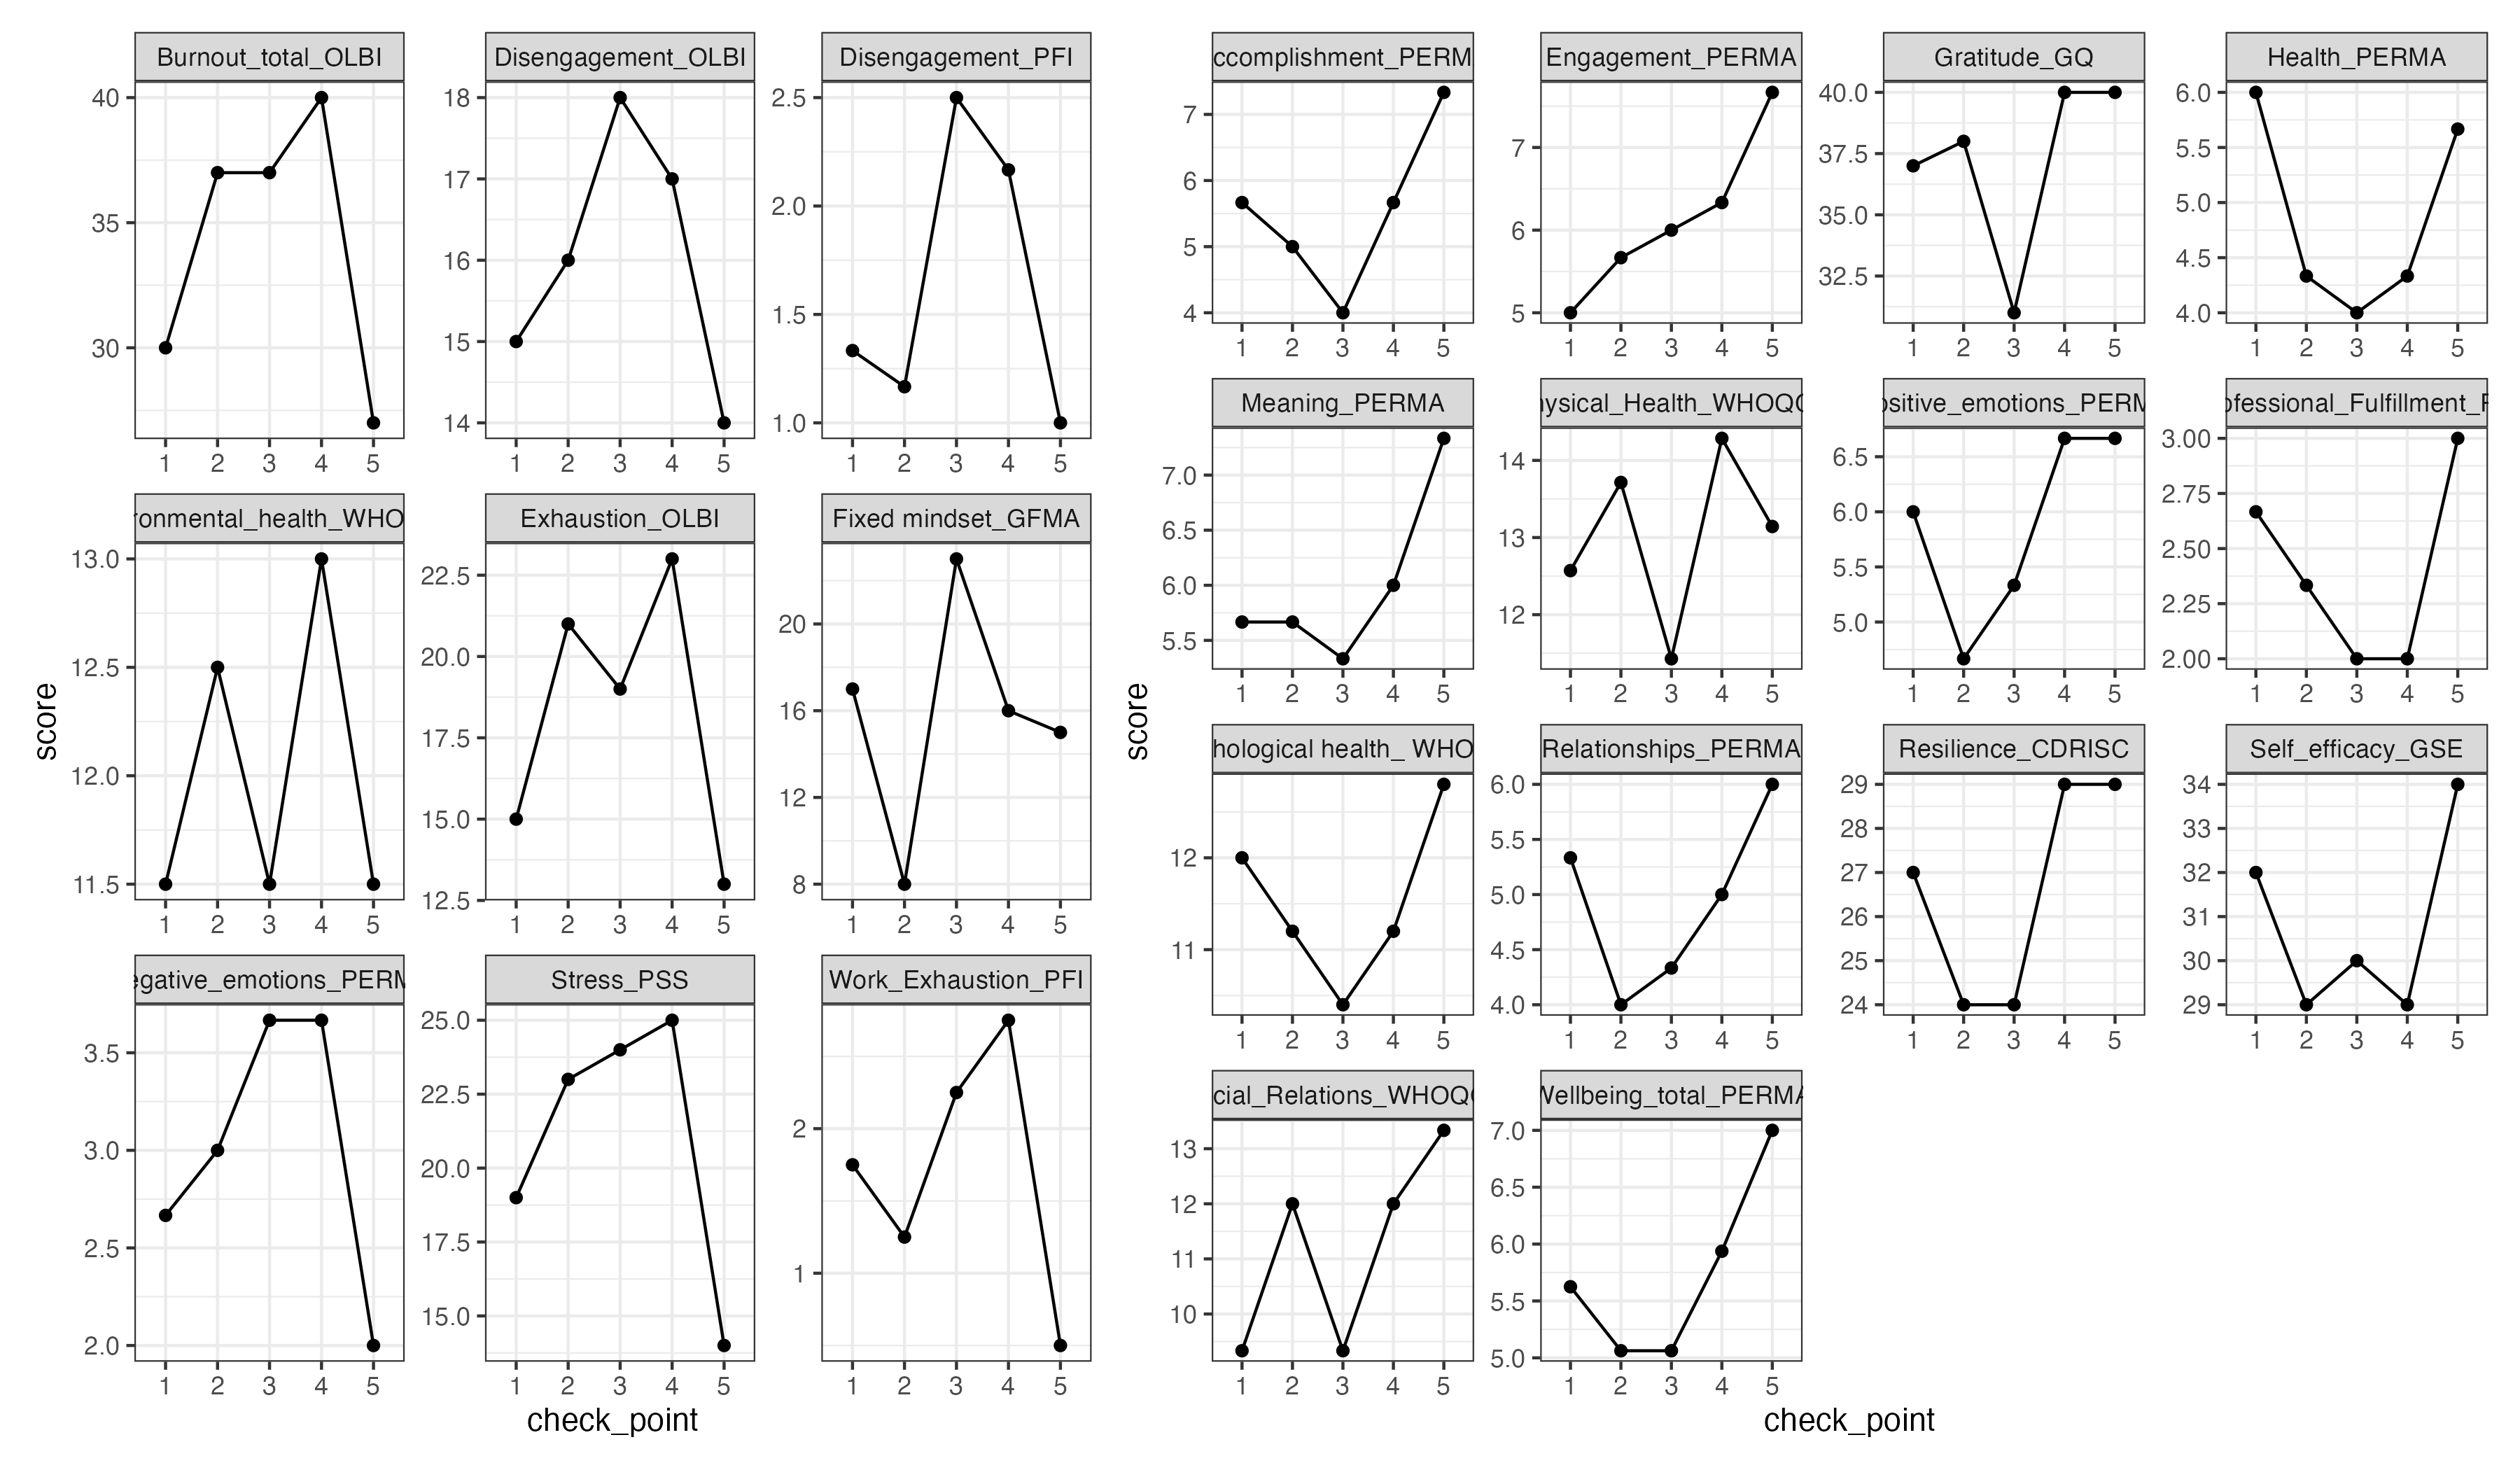 Burnout_total_OLBI
40
35
30
1 2 3 4 5
Disengagement_OLBI
18
17
16
15
14
1 2 3 4 5
Disengagement_PFI
2.5
2.0
1.5
1.0
1 2 3 4 5
ronmental_health_WHO
13.0
12.5
12.0
11.5
1 2 3 4 5
Exhaustion_OLBI
22.5
20.0
17.5
15.0
12.5
1 2 3 4 5
Fixed mindset_GFMA
20
16
12
8
1 2 3 4 5
egative_emotions_PERM
3.5
3.0
2.5
2.0
1 2 3 4 5
Stress_PSS
25.0
22.5
20.0
17.5
15.0
1 2 3 4 5
Work_Exhaustion_PFI
2
1
1 2 3 4 5
score
check_point
ccomplishment_PERM
7
6
5
4
1 2 3 4 5
Engagement_PERMA
7
6
5
1 2 3 4 5
Gratitude_GQ
40.0
37.5
35.0
32.5
1 2 3 4 5
Health_PERMA
6.0
5.5
5.0
4.5
4.0
1 2 3 4 5
Meaning_PERMA
7.0
6.5
6.0
5.5
1 2 3 4 5
hysical_Health_WHOQO
14
13
12
1 2 3 4 5
ositive_emotions_PERM
6.5
6.0
5.5
5.0
1 2 3 4 5
ofessional_Fulfillment_P
3.00
2.75
2.50
2.25
2.00
1 2 3 4 5
hological health_ WHO
12
11
1 2 3 4 5
Relationships_PERMA
6.0
5.5
5.0
4.5
4.0
1 2 3 4 5
Resilience_CDRISC
29
28
27
26
25
24
1 2 3 4 5
Self_efficacy_GSE
34
33
32
31
30
29
1 2 3 4 5
cial_Relations_WHOQO
13
12
11
10
1 2 3 4 5
Wellbeing_total_PERMA
7.0
6.5
6.0
5.5
5.0
1 2 3 4 5
score
check_point